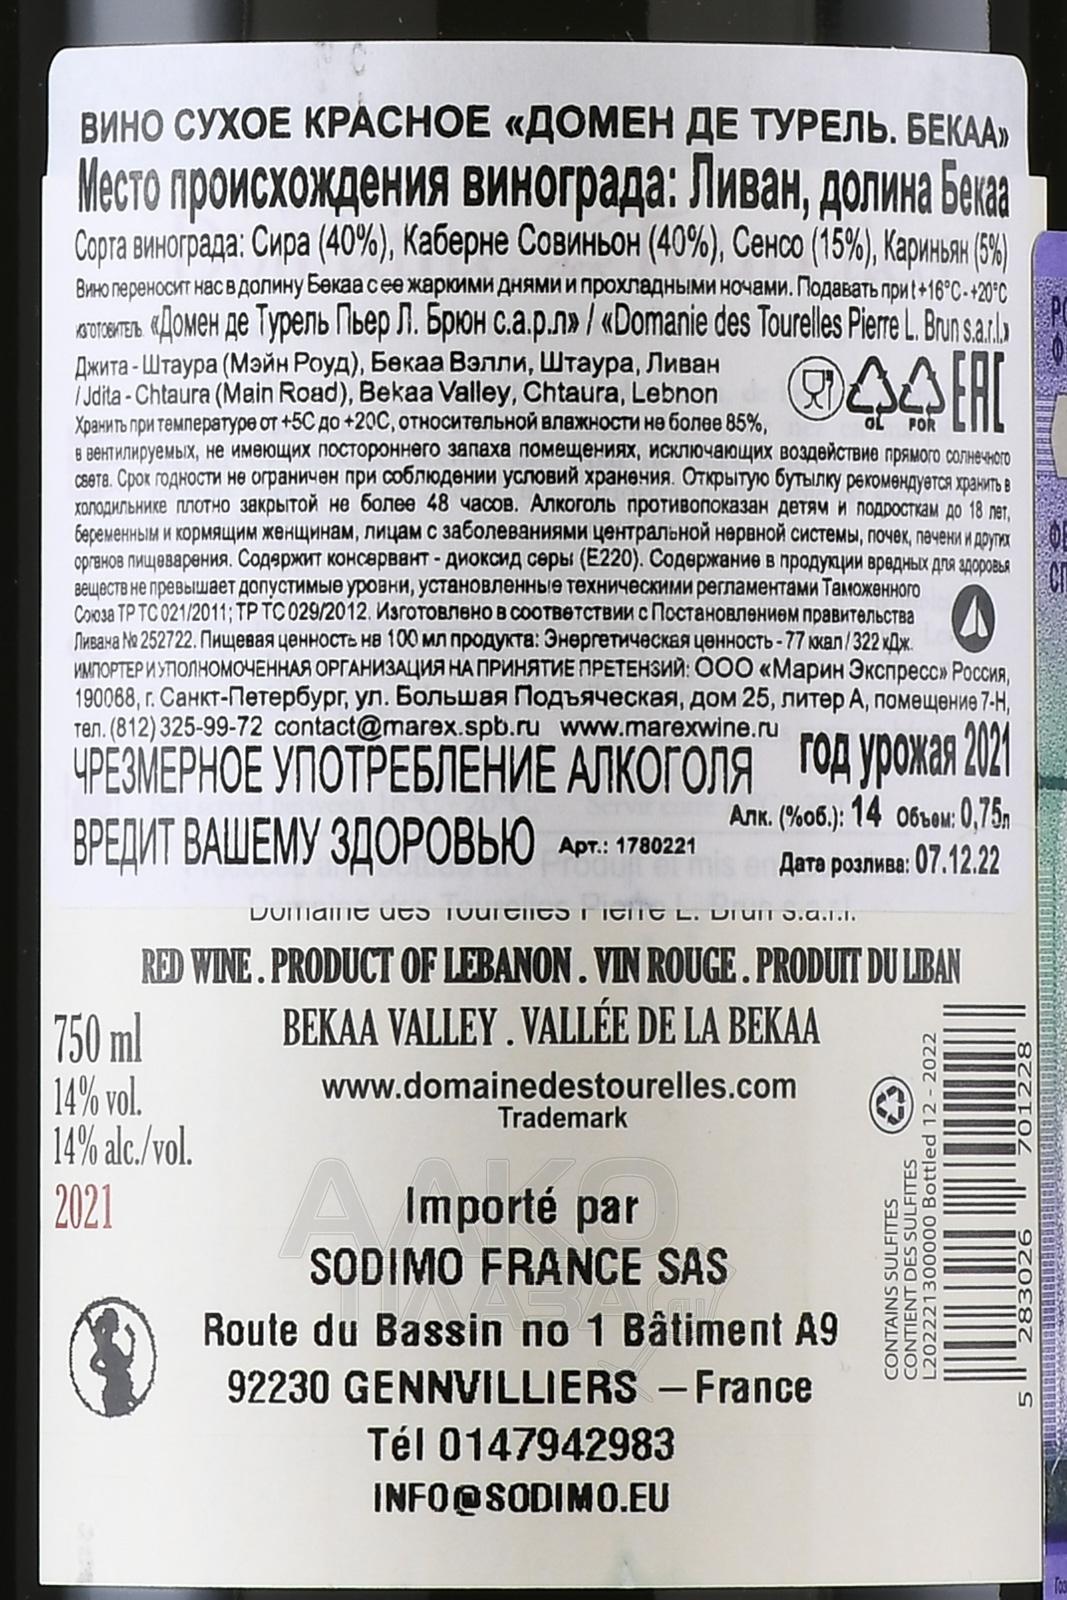 ВИНО СУХОЕ КРАСНОЕ «ДОМЕН ДЕ ТУРЕЛЬ. БЕКАА»
Место происхождения винограда: Ливан, долина Бекаа
Сорта винограда: Сира (40%), Каберне Совиньон (40%), Сенсо (15%), Кариньян (5%)
Вино переносит нас в долину Бекаа с ее жаркими днями и прохладными ночами. Подавать при t +16°C - +20°C
изготовитель: «Домен де Турель Пьер Л. Брюн с.а.р.л» / «Domanie des Tourelles Pierre L. Brun s.a.r.l.»
Джита - Штаура (Мэйн Роуд), Бекаа Вэлли, Штаура, Ливан
/ Jdita - Chtaura (Main Road), Bekaa Valley, Chtaura, Lebnon
GL FOR EAC
Хранить при температуре от +5С до +20С, относительной влажности не более 85%,
в вентилируемых, не имеющих постороннего запаха помещениях, исключающих воздействие прямого солнечного
света. Срок годности не ограничен при соблюдении условий хранения. Открытую бутылку рекомендуется хранить в
холодильнике плотно закрытой не более 48 часов. Алкоголь противопоказан детям и подросткам до 18 лет,
беременным и кормящим женщинам, лицам с заболеваниями центральной нервной системы, почек, печени и других
органов пищеварения. Содержит консервант - диоксид серы (Е220). Содержание в продукции вредных для здоровья
веществ не превышает допустимые уровни, установленные техническими регламентами Таможенного
Союза ТР ТС 021/2011; ТР ТС 029/2012. Изготовлено в соответствии с Постановлением правительства
Ливана № 252722. Пищевая ценность на 100 мл продукта: Энергетическая ценность - 77 ккал / 322 кДж.
ИМПОРТЕР И УПОЛНОМОЧЕННАЯ ОРГАНИЗАЦИЯ НА ПРИНЯТИЕ ПРЕТЕНЗИЙ: ООО «Марин Экспресс» Россия,
190068, г. Санкт-Петербург, ул. Большая Подъяческая, дом 25, литер А, помещение 7-Н,
тел. (812) 325-99-72 contact@marex.spb.ru www.marexwine.ru
ЧРЕЗМЕРНОЕ УПОТРЕБЛЕНИЕ АЛКОГОЛЯ
ВРЕДИТ ВАШЕМУ ЗДОРОВЬЮ
год урожая 2021
Алк. (%об.): 14 Объем: 0,75л
Арт.: 1780221
Дата розлива: 07.12.22
Domaine des Tourelles Pierre L. Brun s.a.r.l.
RED WINE . PRODUCT OF LEBANON . VIN ROUGE . PRODUIT DU LIBAN
BEKAA VALLEY . VALLÉE DE LA BEKAA
750 ml
14% vol.
14% alc./vol.
2021
www.domainedestourelles.com
Trademark
Importé par
SODIMO FRANCE SAS
Route du Bassin no 1 Bâtiment A9
92230 GENNVILLIERS – France
Tél 0147942983
INFO@SODIMO.EU
CONTAINS SULFITES
CONTIENT DES SULFITES
L2022221300000 Bottled 12 - 2022
5 283026 701228
АЛКО
ПЛАЗА.ru